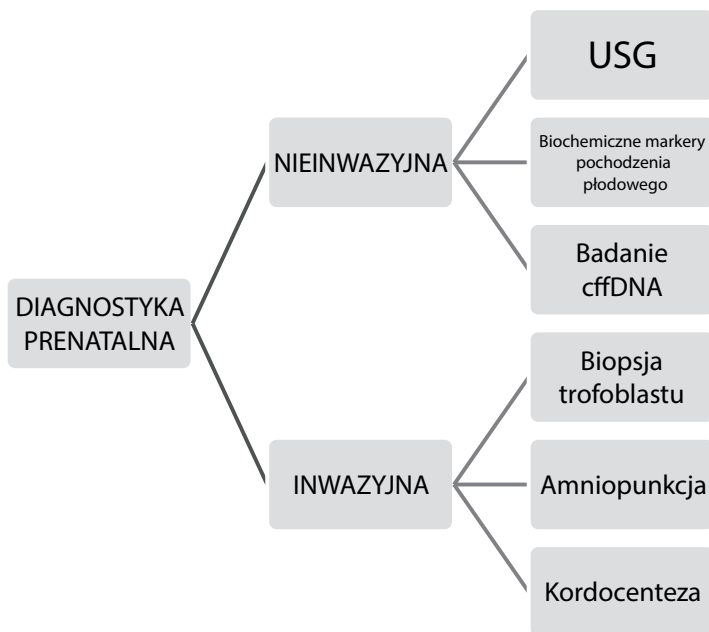 DIAGNOSTYKA
PRENATALNA
NIEINWAZYJNA
USG
Biochemiczne markery
pochodzenia
płodowego
Badanie
cffDNA
INWAZYJNA
Biopsja
trofoblastu
Amniopunkcja
Kordocenteza